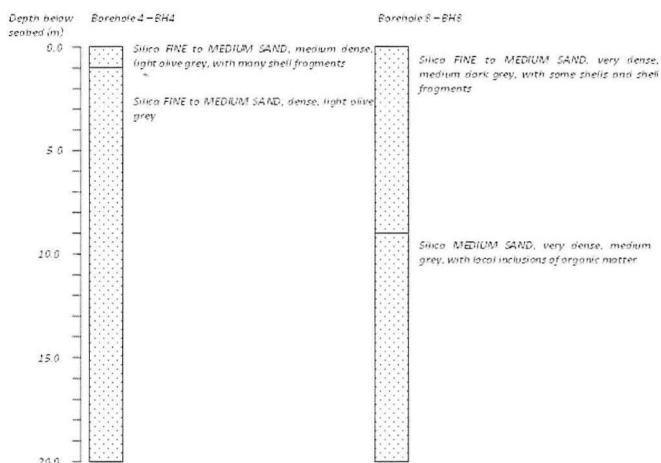 Depth below
seabed (m)
Borehole 4 – BH4
Borehole 8 – BH8
0.0
Silica FINE to MEDIUM SAND, medium dense,
light olive grey, with many shell fragments
Silica FINE to MEDIUM SAND, dense, light olive
grey
Silica FINE to MEDIUM SAND, very dense,
medium dark grey, with some shells and shell
fragments
5.0
10.0
Silica MEDIUM SAND, very dense, medium
grey, with local inclusions of organic matter
15.0
20.0